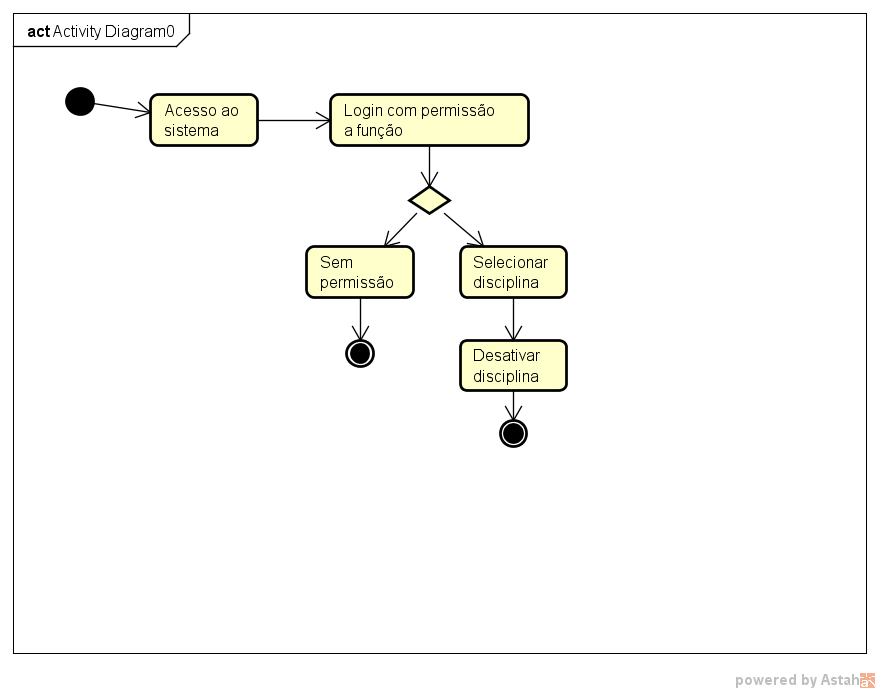 act Activity Diagram0
Acesso ao
sistema
Login com permissão
a função
Sem
permissão
Selecionar
disciplina
Desativar
disciplina
powered by Astah